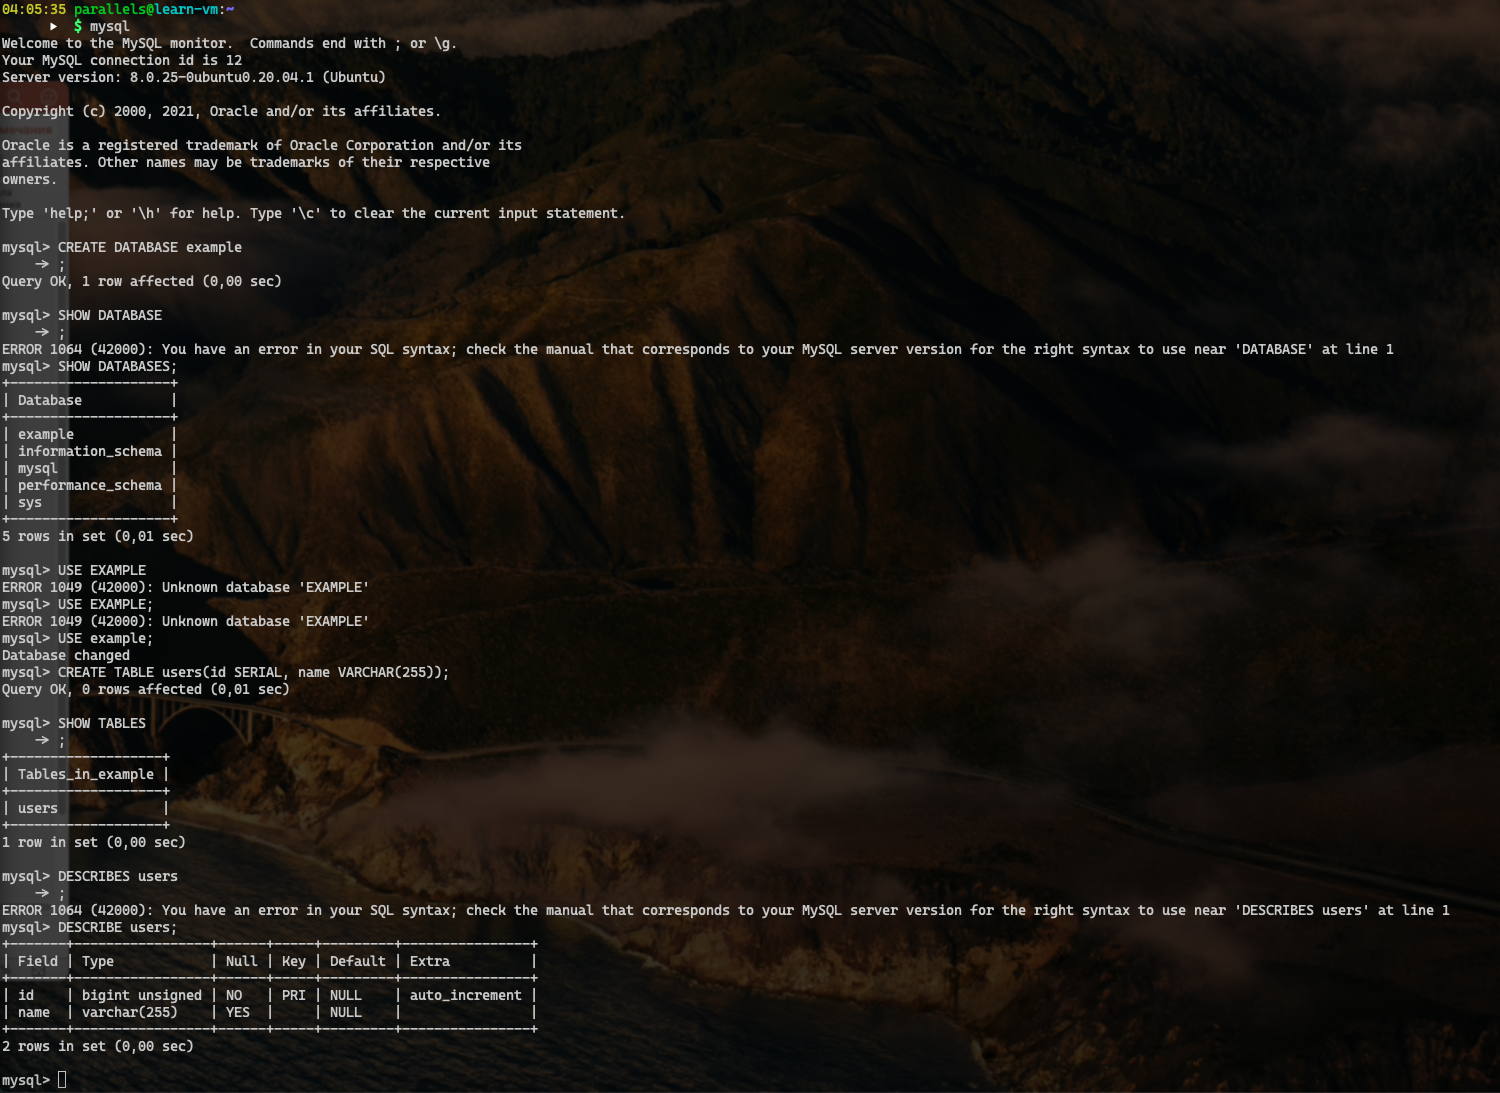 04:05:35 parallels@learn-vm:~
▶ $ mysql
Welcome to the MySQL monitor.  Commands end with ; or \g.
Your MySQL connection id is 12
Server version: 8.0.25-0ubuntu0.20.04.1 (Ubuntu)
Copyright (c) 2000, 2021, Oracle and/or its affiliates.
Oracle is a registered trademark of Oracle Corporation and/or its
affiliates. Other names may be trademarks of their respective
owners.
Type 'help;' or '\h' for help. Type '\c' to clear the current input statement.
mysql> CREATE DATABASE example
    -> ;
Query OK, 1 row affected (0,00 sec)
mysql> SHOW DATABASE
    -> ;
ERROR 1064 (42000): You have an error in your SQL syntax; check the manual that corresponds to your MySQL server version for the right syntax to use near 'DATABASE' at line 1
mysql> SHOW DATABASES;
+--------------------+
| Database           |
+--------------------+
| example            |
| information_schema |
| mysql              |
| performance_schema |
| sys                |
+--------------------+
5 rows in set (0,01 sec)
mysql> USE EXAMPLE
ERROR 1049 (42000): Unknown database 'EXAMPLE'
mysql> USE EXAMPLE;
ERROR 1049 (42000): Unknown database 'EXAMPLE'
mysql> USE example;
Database changed
mysql> CREATE TABLE users(id SERIAL, name VARCHAR(255));
Query OK, 0 rows affected (0,01 sec)
mysql> SHOW TABLES
    -> ;
+-------------------+
| Tables_in_example |
+-------------------+
| users             |
+-------------------+
1 row in set (0,00 sec)
mysql> DESCRIBES users
    -> ;
ERROR 1064 (42000): You have an error in your SQL syntax; check the manual that corresponds to your MySQL server version for the right syntax to use near 'DESCRIBES users' at line 1
mysql> DESCRIBE users;
+-------+-----------------+------+-----+---------+----------------+
| Field | Type            | Null | Key | Default | Extra          |
+-------+-----------------+------+-----+---------+----------------+
| id    | bigint unsigned | NO   | PRI | NULL    | auto_increment |
| name  | varchar(255)    | YES  |     | NULL    |                |
+-------+-----------------+------+-----+---------+----------------+
2 rows in set (0,00 sec)
mysql>